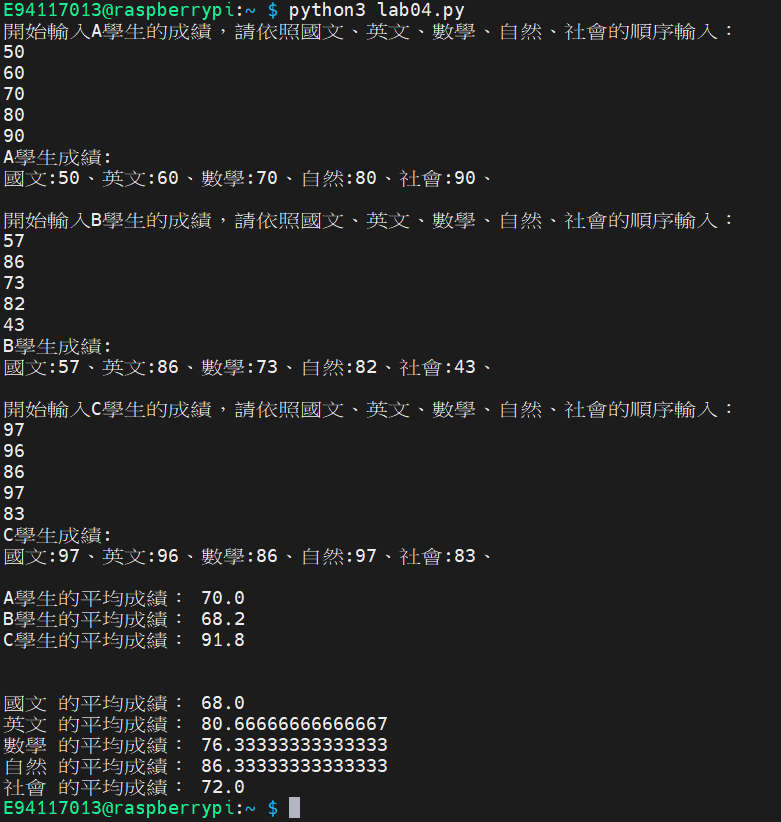 E94117013@raspberrypi:~ $ python3 lab04.py
開始輸入A學生的成績，請依照國文、英文、數學、自然、社會的順序輸入：
50
60
70
80
90
A學生成績:
國文:50、英文:60、數學:70、自然:80、社會:90、
開始輸入B學生的成績，請依照國文、英文、數學、自然、社會的順序輸入：
57
86
73
82
43
B學生成績:
國文:57、英文:86、數學:73、自然:82、社會:43、
開始輸入C學生的成績，請依照國文、英文、數學、自然、社會的順序輸入：
97
96
86
97
83
C學生成績:
國文:97、英文:96、數學:86、自然:97、社會:83、
A學生的平均成績： 70.0
B學生的平均成績： 68.2
C學生的平均成績： 91.8
國文 的平均成績： 68.0
英文 的平均成績： 80.66666666666667
數學 的平均成績： 76.33333333333333
自然 的平均成績： 86.33333333333333
社會 的平均成績： 72.0
E94117013@raspberrypi:~ $